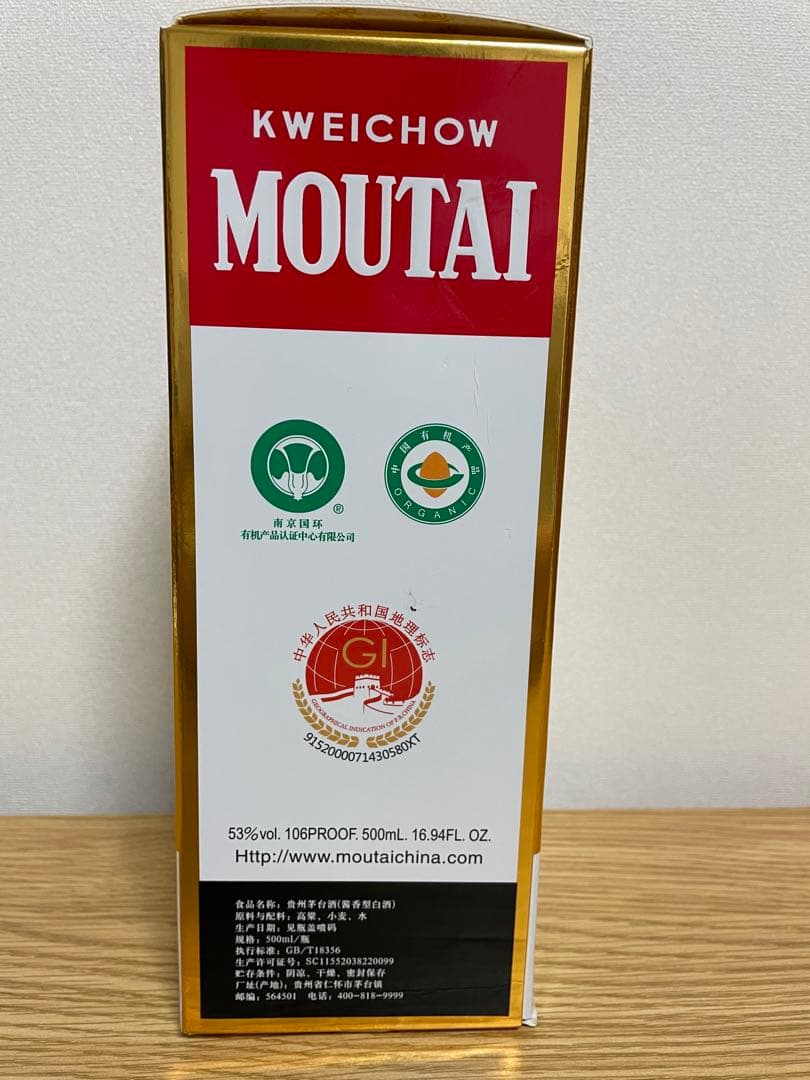 KWEICHOW
MOUTAI
®
南京国环
有机产品认证中心有限公司
中国有机产品
ORGANIC
中华人民共和国地理标志
GI
GEOGRAPHICAL INDICATION OF P.R.CHINA
9152000071430580XT
53%vol. 106PROOF. 500mL. 16.94FL. OZ.
Http://www.moutaichina.com
食品名称：贵州茅台酒(酱香型白酒)
原料与配料：高粱、小麦、水
生产日期：见瓶盖喷码
规格：500ml/瓶
执行标准：GB/T18356
生产许可证号：SC11552038220099
贮存条件：阴凉、干燥、密封保存
厂址(产地)：贵州省仁怀市茅台镇
邮编：564501 电话：400-818-9999